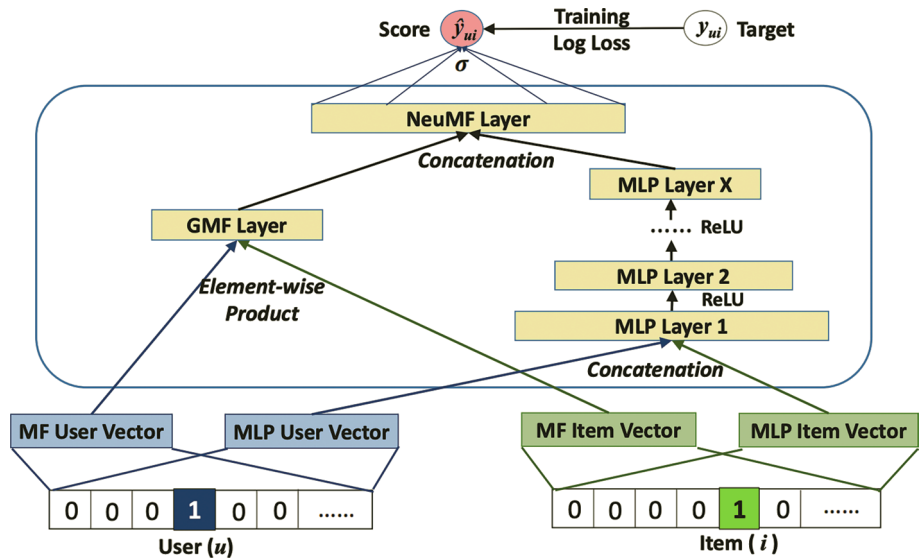 Score ŷui Training Log Loss yui Target
σ
NeuMF Layer
Concatenation
MLP Layer X
GMF Layer
...... ReLU
Element-wise
Product
MLP Layer 2
ReLU
MLP Layer 1
Concatenation
MF User Vector MLP User Vector MF Item Vector MLP Item Vector
0 0 0 1 0 0 ...... 0 0 0 0 1 0 ......
User (u) Item ( i )